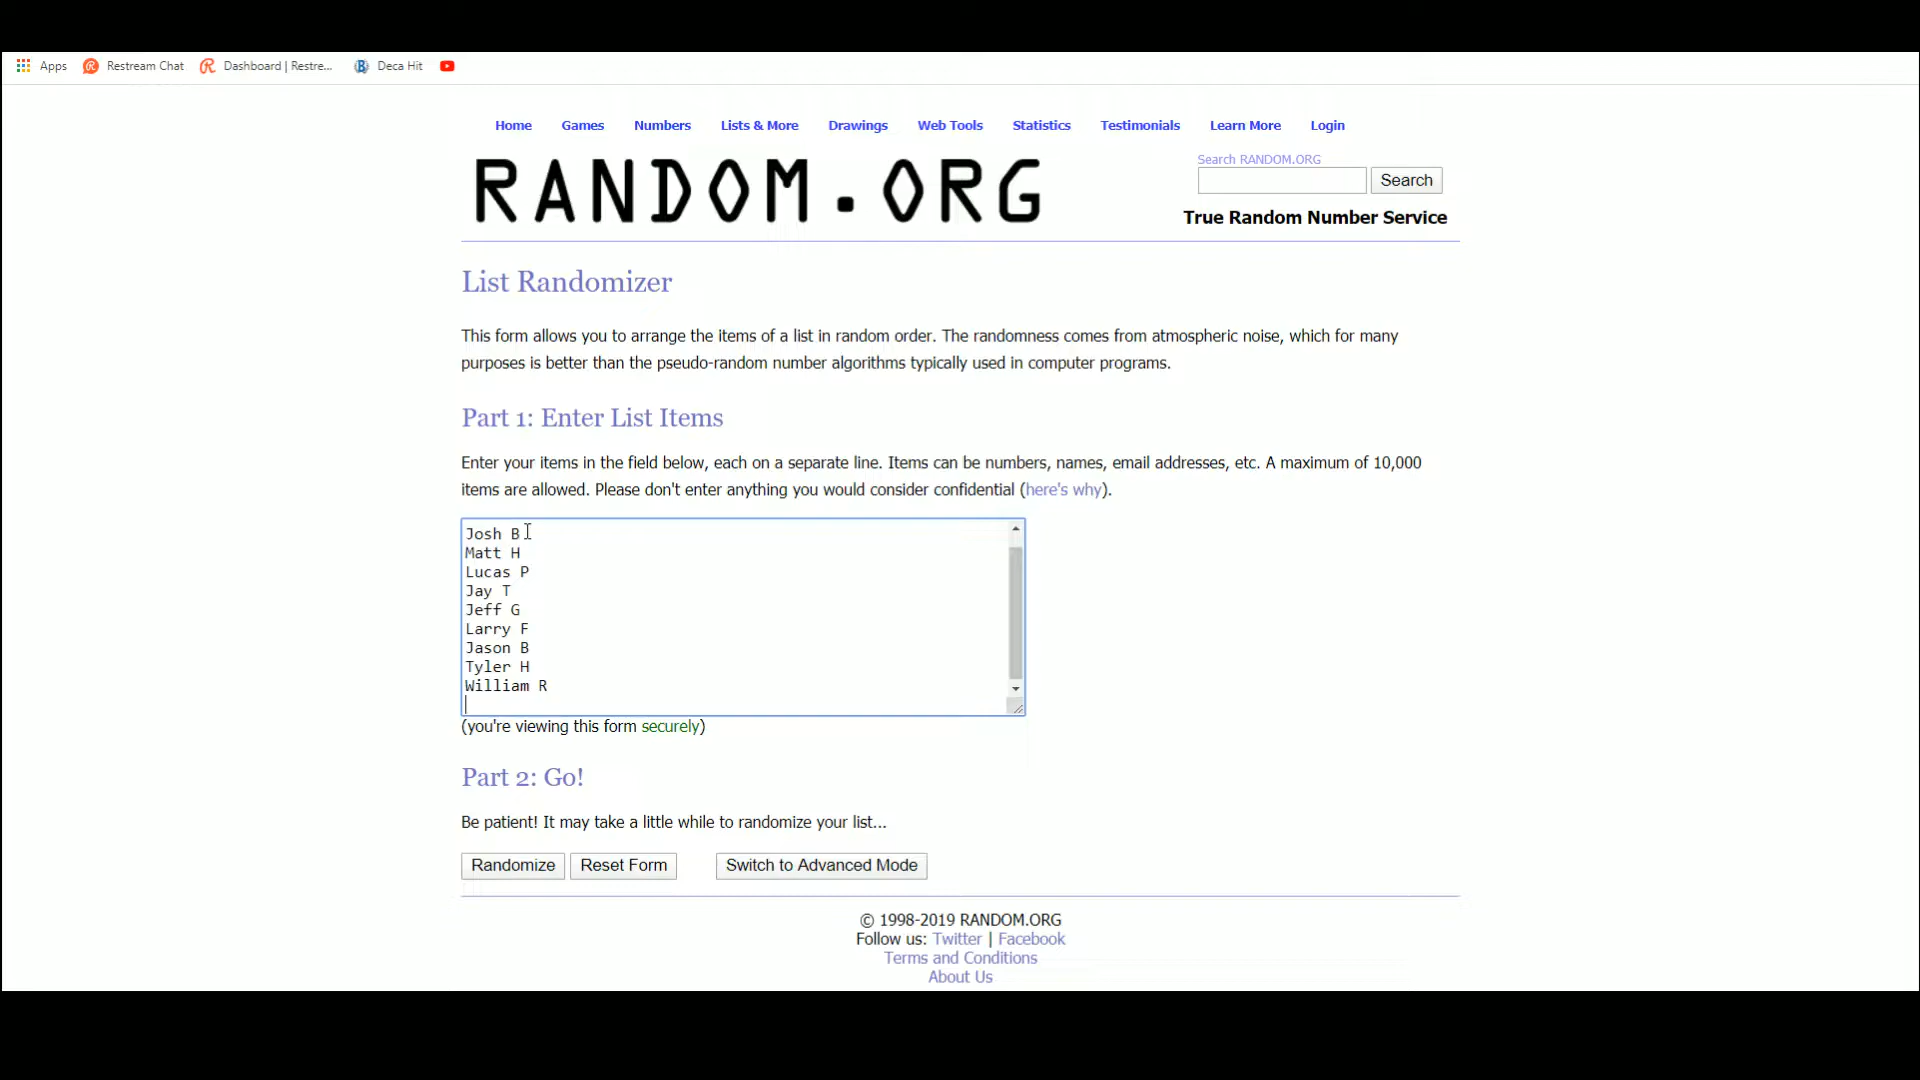 Apps Restream Chat Dashboard | Restre... Deca Hit
Home Games Numbers Lists & More Drawings Web Tools Statistics Testimonials Learn More Login
RANDOM.ORG
Search RANDOM.ORG
Search
True Random Number Service
List Randomizer
This form allows you to arrange the items of a list in random order. The randomness comes from atmospheric noise, which for many
purposes is better than the pseudo-random number algorithms typically used in computer programs.
Part 1: Enter List Items
Enter your items in the field below, each on a separate line. Items can be numbers, names, email addresses, etc. A maximum of 10,000
items are allowed. Please don't enter anything you would consider confidential (here's why).
Josh B
Matt H
Lucas P
Jay T
Jeff G
Larry F
Jason B
Tyler H
William R
(you're viewing this form securely)
Part 2: Go!
Be patient! It may take a little while to randomize your list...
Randomize Reset Form Switch to Advanced Mode
© 1998-2019 RANDOM.ORG
Follow us: Twitter | Facebook
Terms and Conditions
About Us